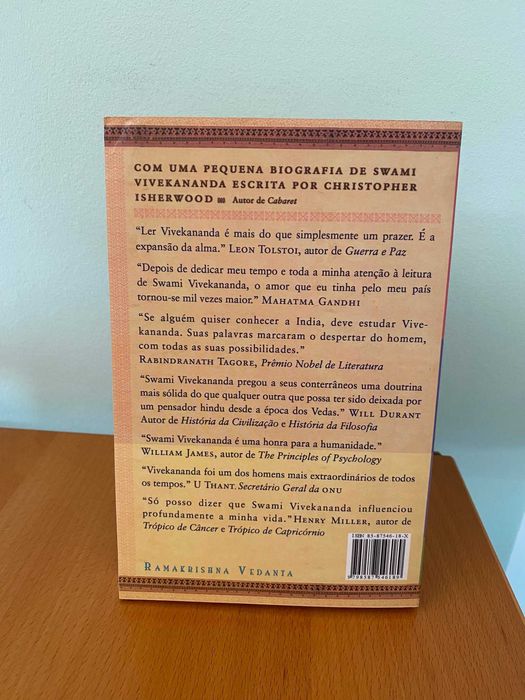 COM UMA PEQUENA BIOGRAFIA DE SWAMI
VIVEKANANDA ESCRITA POR CHRISTOPHER
ISHERWOOD Autor de Cabaret
“Ler Vivekananda é mais do que simplesmente um prazer. É a
expansão da alma.” LEON TOLSTOI, autor de Guerra e Paz
“Depois de dedicar meu tempo e toda a minha atenção à leitura
de Swami Vivekananda, o amor que eu tinha pelo meu país
tornou-se mil vezes maior.” MAHATMA GANDHI
“Se alguém quiser conhecer a India, deve estudar Vive-
kananda. Suas palavras marcaram o despertar do homem,
com todas as suas possibilidades.”
RABINDRANATH TAGORE, Prêmio Nobel de Literatura
“Swami Vivekananda pregou a seus conterrâneos uma doutrina
mais sólida do que qualquer outra que possa ter sido deixada por
um pensador hindu desde a época dos Vedas.” WILL DURANT
Autor de História da Civilização e História da Filosofia
“Swami Vivekananda é uma honra para a humanidade.”
WILLIAM JAMES, autor de The Principles of Psychology
“Vivekananda foi um dos homens mais extraordinários de todos
os tempos.” U THANT. Secretário Geral da ONU
“Só posso dizer que Swami Vivekananda influenciou
profundamente a minha vida.” HENRY MILLER, autor de
Trópico de Câncer e Trópico de Capricórnio
ISBN 85-87546-18-X
9 798587 546189
RAMAKRISHNA VEDANTA